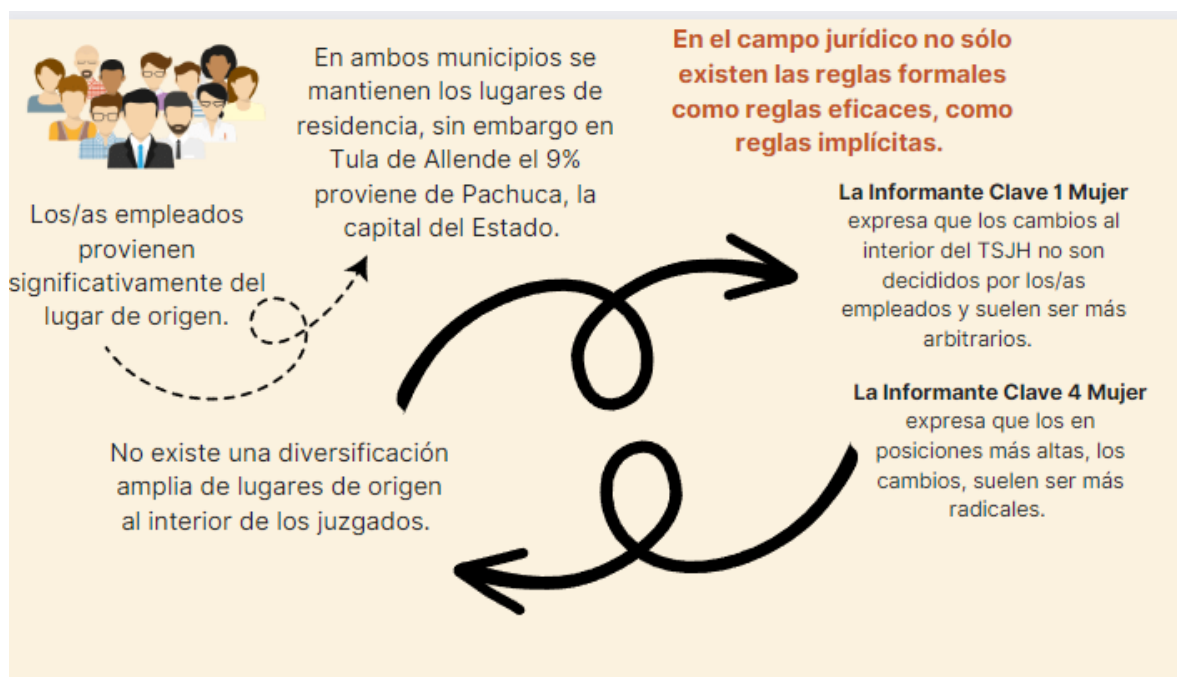 Los/as empleados
provienen
significativamente del
lugar de origen.
En ambos municipios se
mantienen los lugares de
residencia, sin embargo en
Tula de Allende el 9%
proviene de Pachuca, la
capital del Estado.
No existe una diversificación
amplia de lugares de origen
al interior de los juzgados.
En el campo jurídico no sólo
existen las reglas formales
como reglas eficaces, como
reglas implícitas.
La Informante Clave 1 Mujer
expresa que los cambios al
interior del TSJH no son
decididos por los/as
empleados y suelen ser más
arbitrarios.
La Informante Clave 4 Mujer
expresa que los en
posiciones más altas, los
cambios, suelen ser más
radicales.